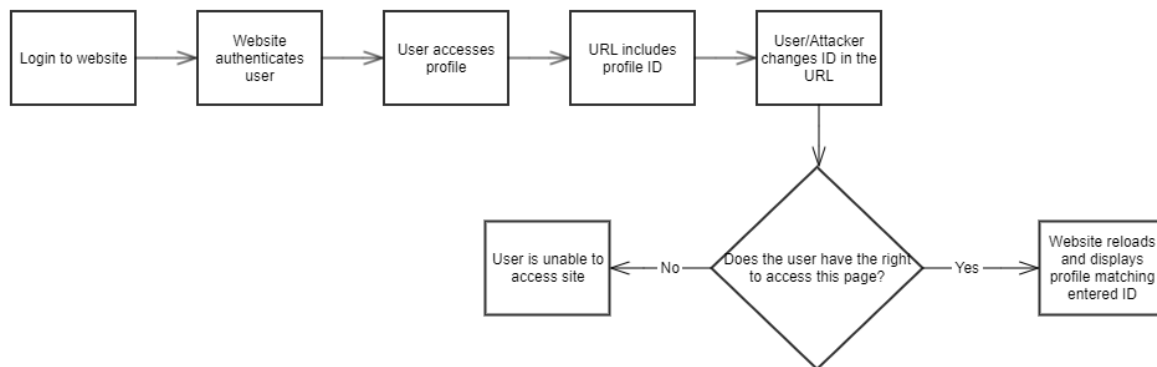 Login to website
Website
authenticates
user
User accesses
profile
URL includes
profile ID
User/Attacker
changes ID in the
URL
User is unable to
access site
No
Does the user have the right
to access this page?
Yes
Website reloads
and displays
profile matching
entered ID